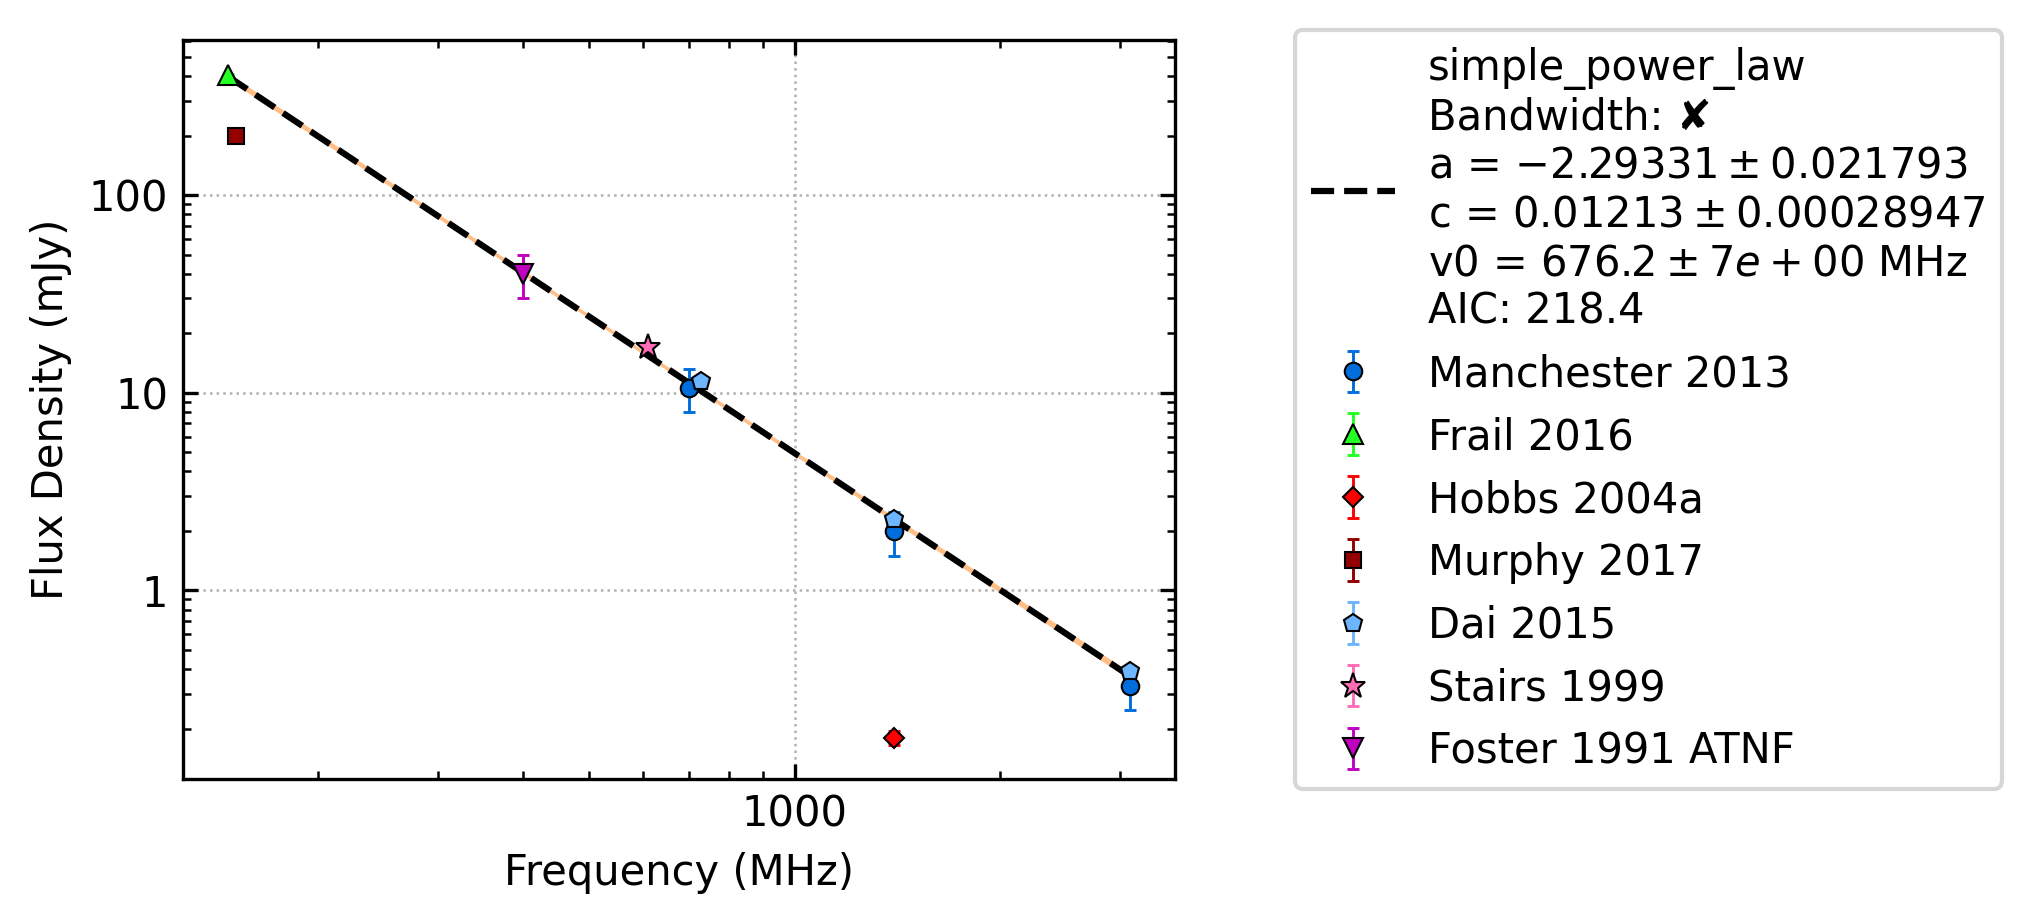 Flux Density (mJy)
100
10
1
1000
Frequency (MHz)
simple_power_law
Bandwidth: ✘
a = −2.29331 ± 0.021793
c = 0.01213 ± 0.00028947
v0 = 676.2 ± 7e + 00 MHz
AIC: 218.4
Manchester 2013
Frail 2016
Hobbs 2004a
Murphy 2017
Dai 2015
Stairs 1999
Foster 1991 ATNF